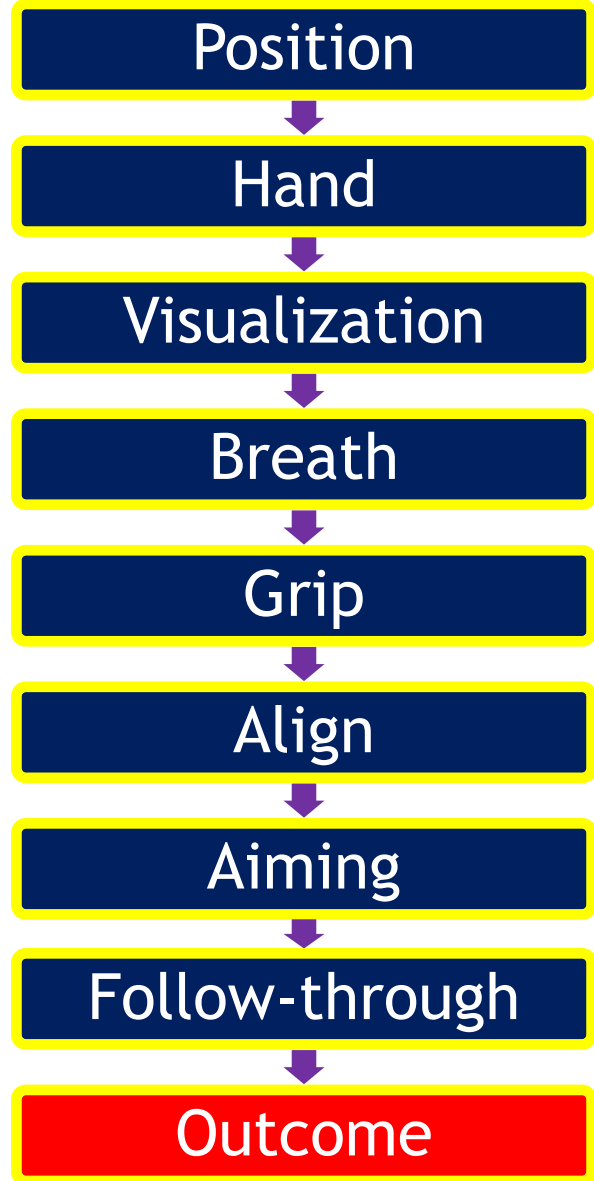 Position
Hand
Visualization
Breath
Grip
Align
Aiming
Follow-through
Outcome